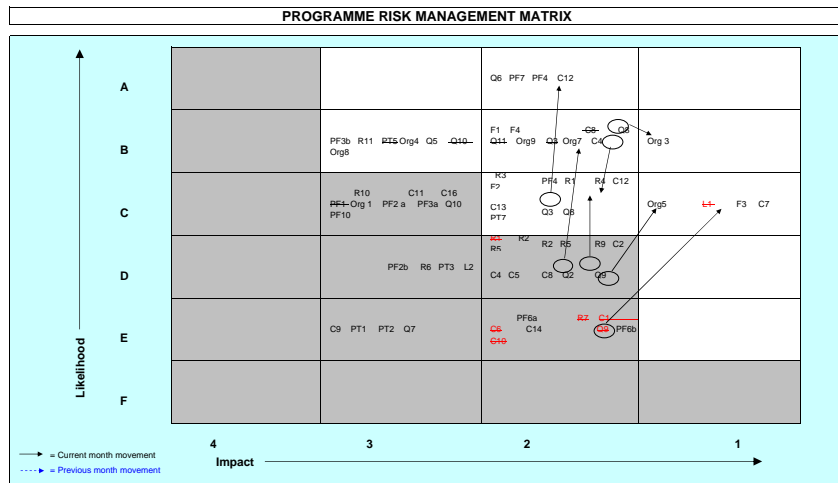 PROGRAMME RISK MANAGEMENT MATRIX
A
Q6 PF7 PF4 C12
B
F1 F4 C8 Q8
PF3b R11 PT5 Org4 Q5 Q10 Q11 Org9 Q3 Org7 C4 Org 3
Org8
C
R3 PF4 R1 R4 C12
R10 C11 C16
PF1 Org 1 PF2 a PF3a Q10 C13 Q3 Q8 Org5 L1 F3 C7
PF10 PT7
D
R1 R2 R2 R5 R9 C2
R5
PF2b R6 PT3 L2 C4 C5 C8 Q2 Q9
E
PF6a R7 C1
C9 PT1 PT2 Q7 C6 C14 Q9 PF6b
C10
F
Likelihood
4 3 2 1
Impact
= Current month movement
= Previous month movement